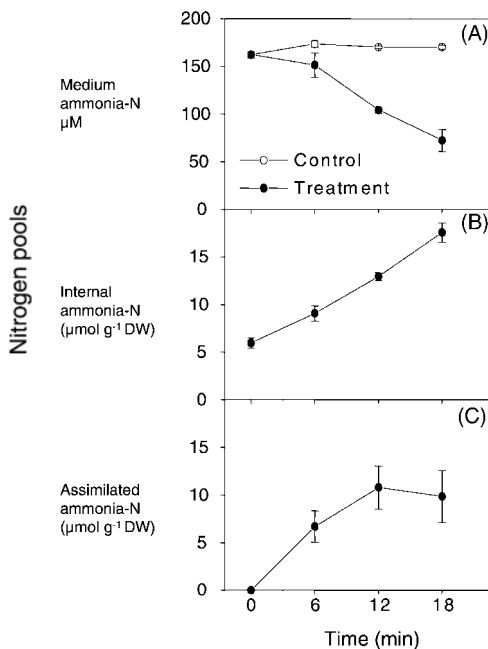 Nitrogen pools
(A)
Medium
ammonia-N
μM
200
150
100
50
0
Control
Treatment
(B)
Internal
ammonia-N
(μmol g-1 DW)
15
10
5
0
(C)
Assimilated
ammonia-N
(μmol g-1 DW)
15
10
5
0
0 6 12 18
Time (min)